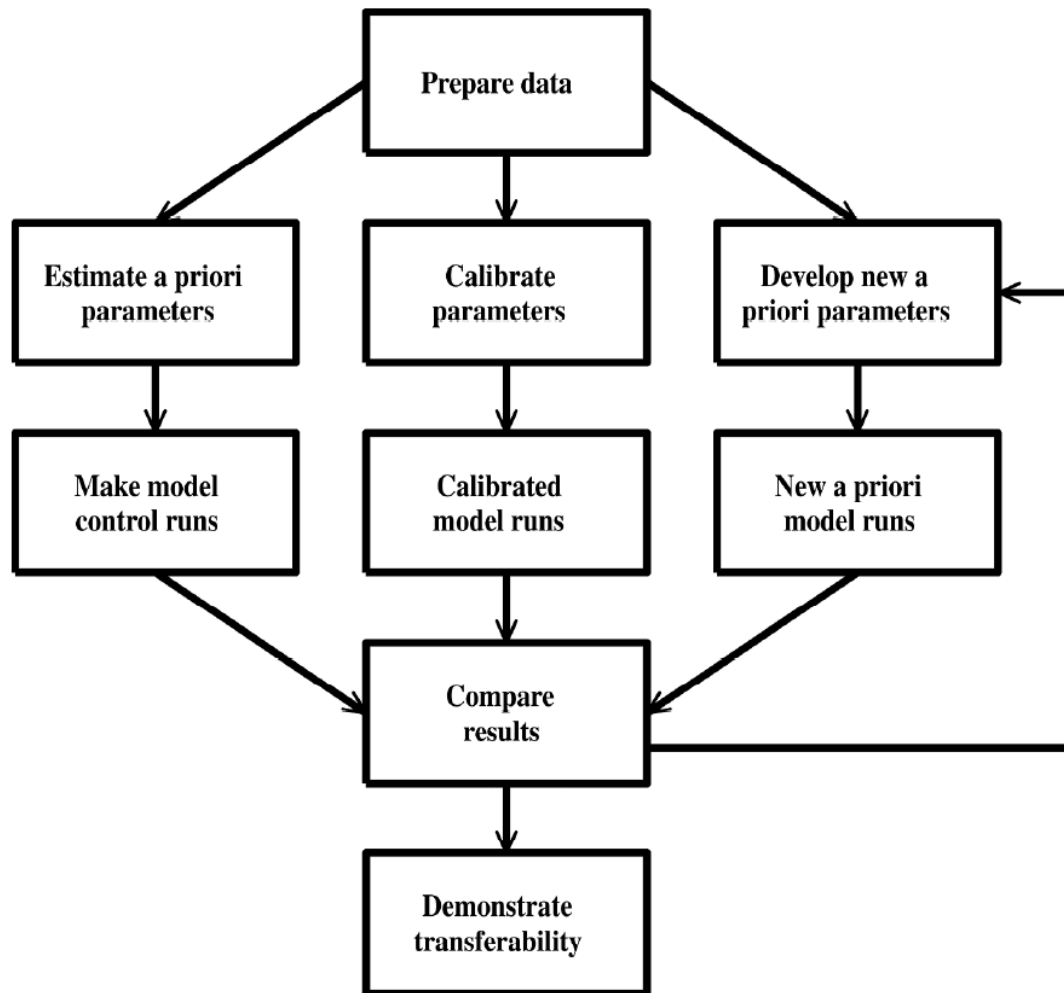 Prepare data
Estimate a priori
parameters
Calibrate
parameters
Develop new a
priori parameters
Make model
control runs
Calibrated
model runs
New a priori
model runs
Compare
results
Demonstrate
transferability